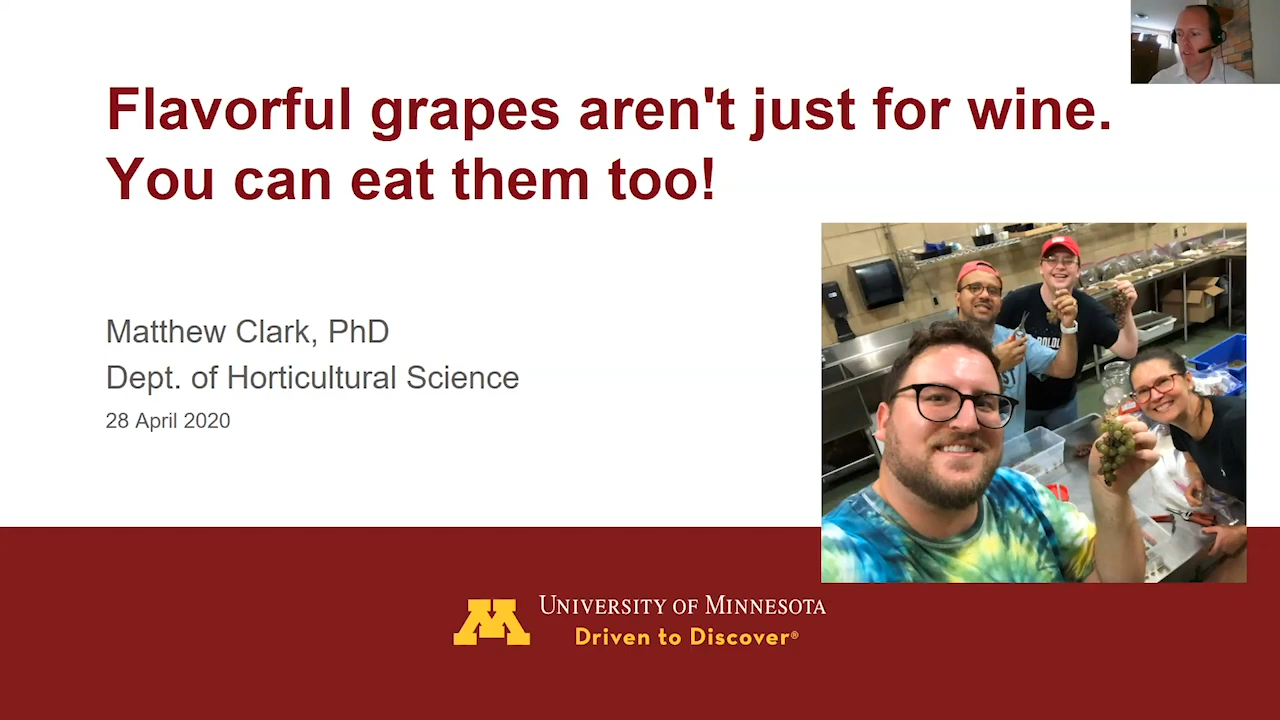 Flavorful grapes aren't just for wine.
You can eat them too!
Matthew Clark, PhD
Dept. of Horticultural Science
28 April 2020
M
UNIVERSITY OF MINNESOTA
Driven to Discover®